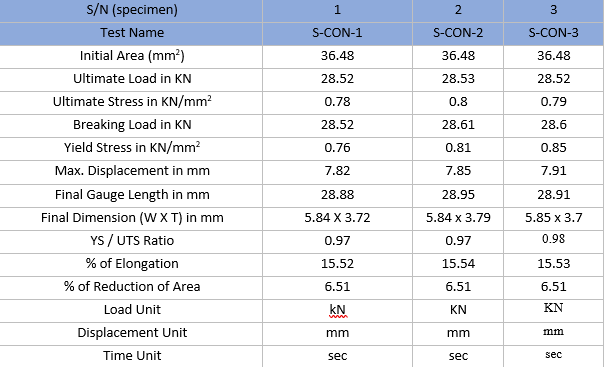 S/N (specimen) 1 2 3
Test Name S-CON-1 S-CON-2 S-CON-3
Initial Area (mm²) 36.48 36.48 36.48
Ultimate Load in KN 28.52 28.53 28.52
Ultimate Stress in KN/mm² 0.78 0.8 0.79
Breaking Load in KN 28.52 28.61 28.6
Yield Stress in KN/mm² 0.76 0.81 0.85
Max. Displacement in mm 7.82 7.85 7.91
Final Gauge Length in mm 28.88 28.95 28.91
Final Dimension (W X T) in mm 5.84 X 3.72 5.84 x 3.79 5.85 x 3.7
YS / UTS Ratio 0.97 0.97 0.98
% of Elongation 15.52 15.54 15.53
% of Reduction of Area 6.51 6.51 6.51
Load Unit kN KN KN
Displacement Unit mm mm mm
Time Unit sec sec sec